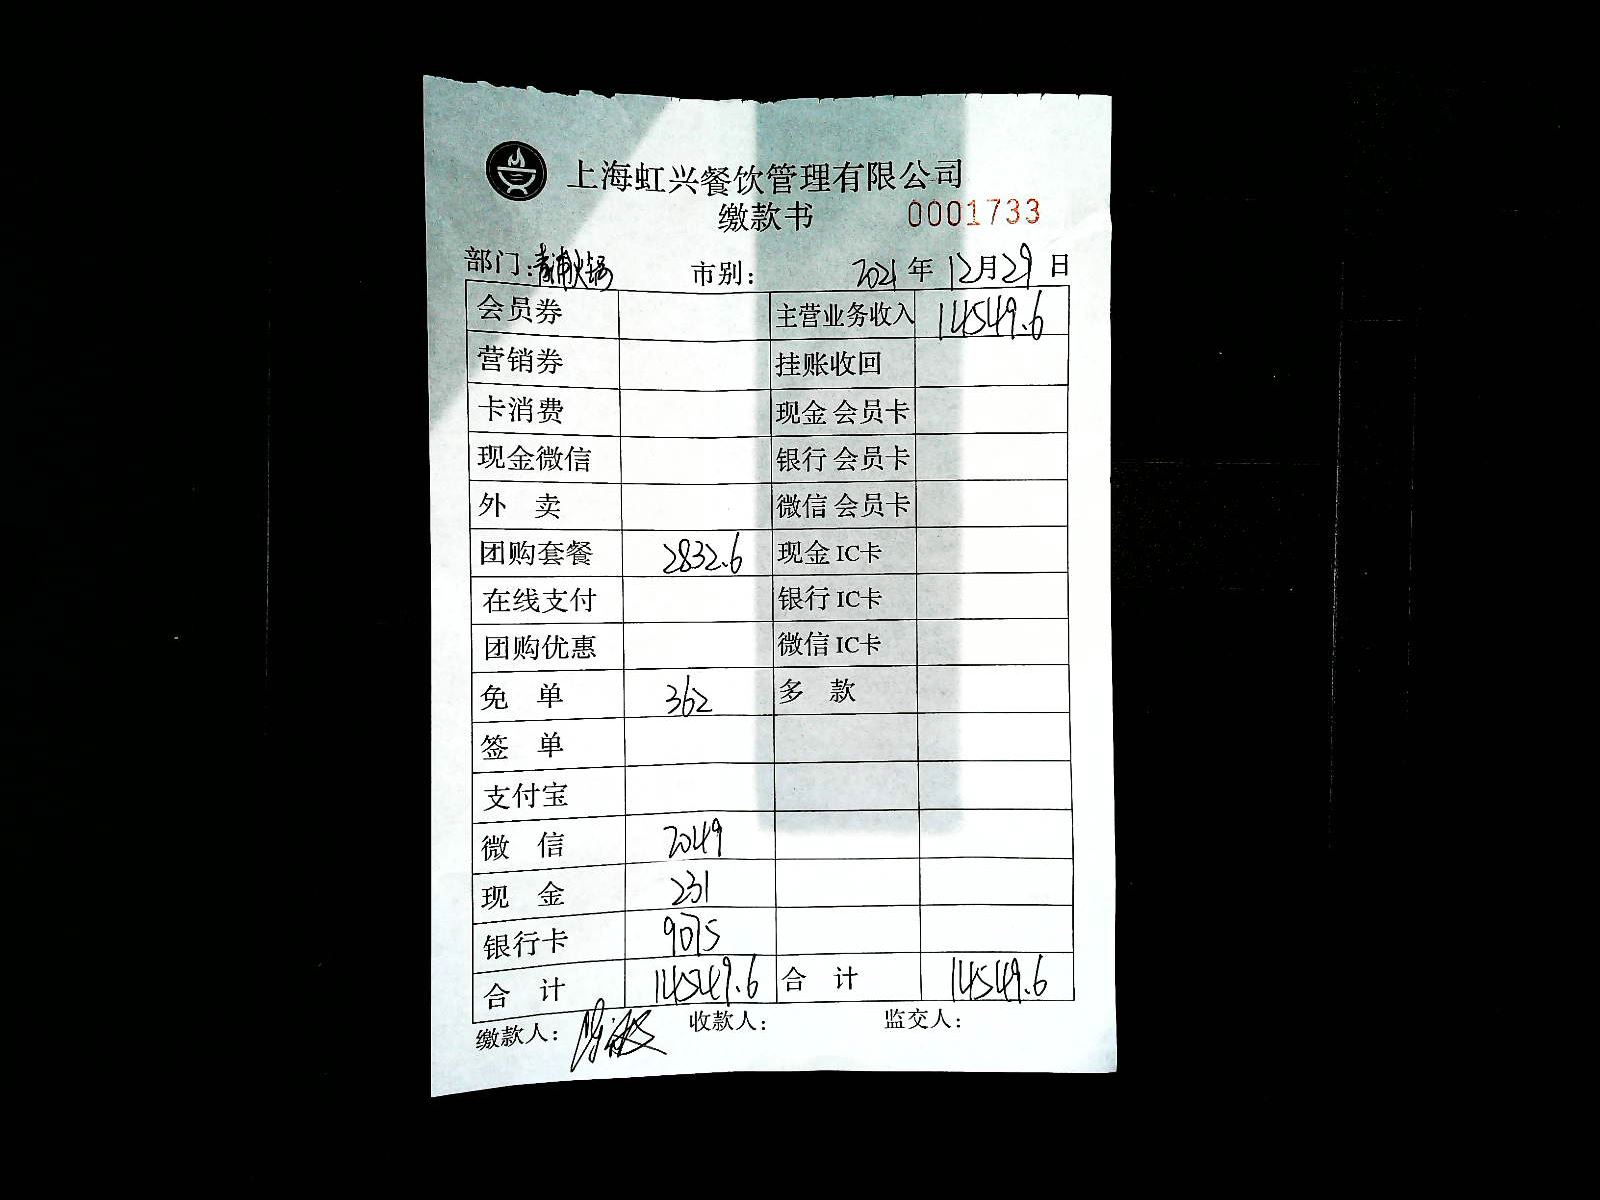 上海虹兴餐饮管理有限公司
缴款书 0001733
部门:青浦火锅 市别: 2021年12月29日
会员券 主营业务收入 14549.6
营销券 挂账收回
卡消费 现金 会员卡
现金微信 银行 会员卡
外 卖 微信 会员卡
团购套餐 2832.6 现金 IC卡
在线支付 银行 IC卡
团购优惠 微信 IC卡
免 单 362 多 款
签 单
支付宝
微 信 2049
现 金 231
银行卡 9075
合 计 14549.6 合 计 14549.6
缴款人: 收款人: 监交人: